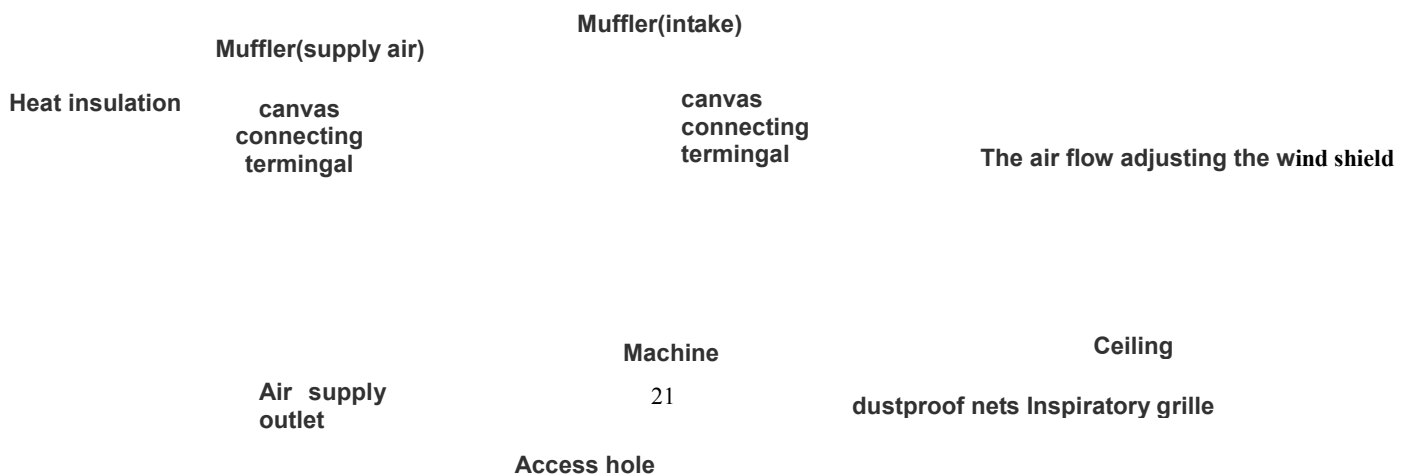 Muffler(intake)
Muffler(supply air)
Heat insulation
canvas
connecting
termingal
canvas
connecting
termingal
The air flow adjusting the wind shield
Machine
Ceiling
Air supply
outlet
21
dustproof nets Inspiratory grille
Access hole